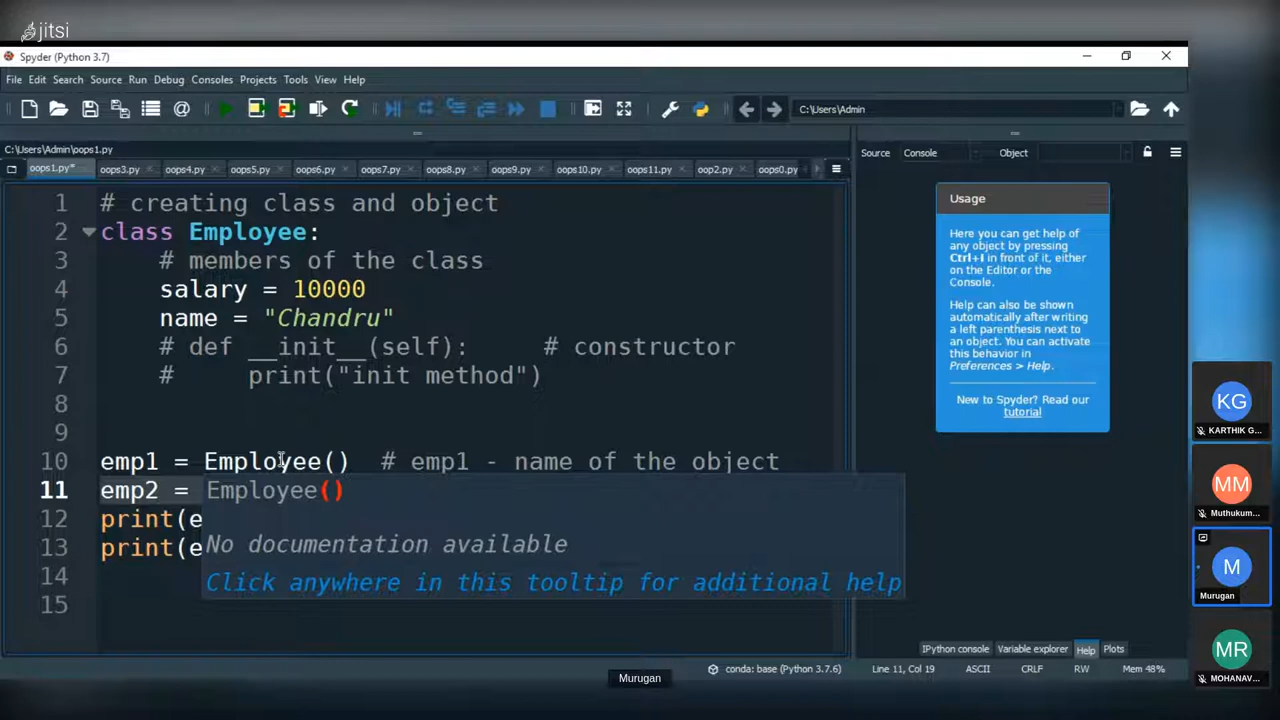 jitsi
Spyder (Python 3.7)
File Edit Search Source Run Debug Consoles Projects Tools View Help
C:\Users\Admin
C:\Users\Admin\oops1.py
oops1.py* oops3.py oops4.py oops5.py oops6.py oops7.py oops8.py oops9.py oops10.py oops11.py oop2.py oops0.py
Source Console Object
1 # creating class and object
2 class Employee:
3 # members of the class
4 salary = 10000
5 name = "Chandru"
6 # def __init__(self): # constructor
7 # print("init method")
8
9
10 emp1 = Employee() # emp1 - name of the object
11 emp2 = Employee()
12 print(e
13 print(e
14
15
No documentation available
Click anywhere in this tooltip for additional help
Usage
Here you can get help of
any object by pressing
Ctrl+I in front of it, either
on the Editor or the
Console.
Help can also be shown
automatically after writing
a left parenthesis next to
an object. You can activate
this behavior in
Preferences > Help.
New to Spyder? Read our
tutorial
IPython console Variable explorer Help Plots
conda: base (Python 3.7.6) Line 11, Col 19 ASCII CRLF RW Mem 48%
Murugan
KG
KARTHIK G...
MM
Muthukum...
M
Murugan
MR
MOHANAV...